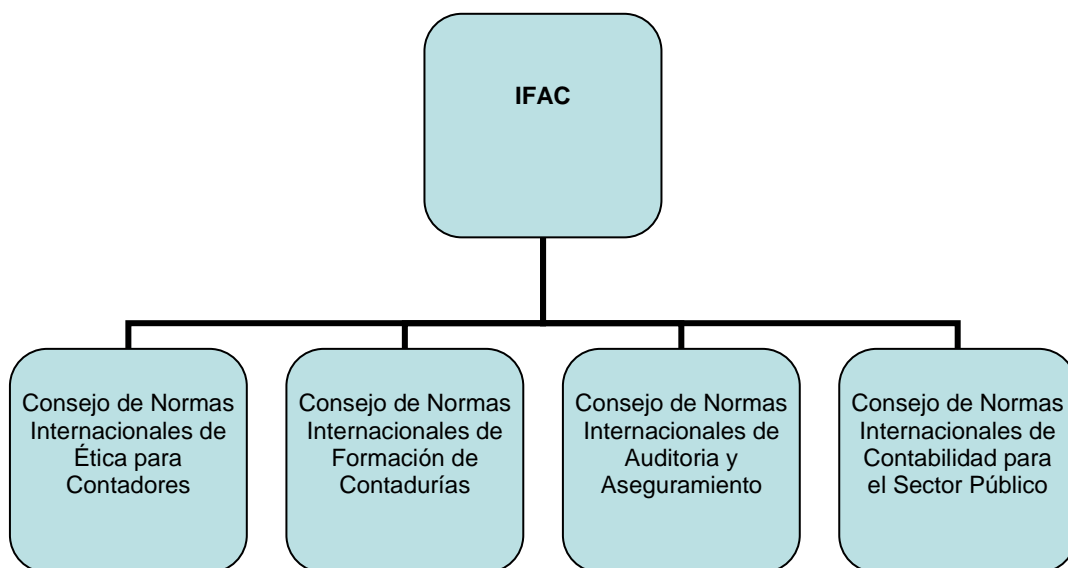 IFAC
Consejo de Normas
Internacionales de
Ética para
Contadores
Consejo de Normas
Internacionales de
Formación de
Contadurías
Consejo de Normas
Internacionales de
Auditoria y
Aseguramiento
Consejo de Normas
Internacionales de
Contabilidad para
el Sector Público